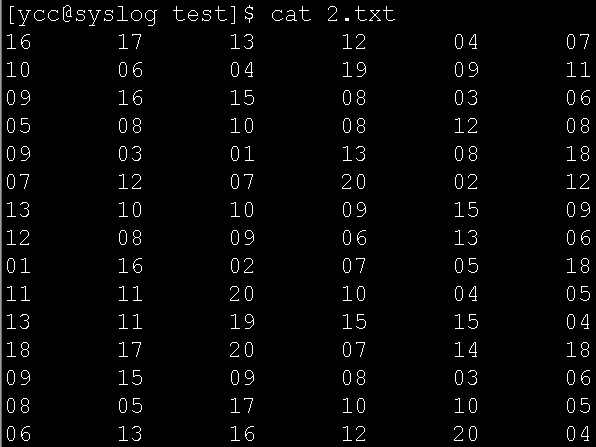 [ycc@syslog test]$ cat 2.txt
16 17 13 12 04 07
10 06 04 19 09 11
09 16 15 08 03 06
05 08 10 08 12 08
09 03 01 13 08 18
07 12 07 20 02 12
13 10 10 09 15 09
12 08 09 06 13 06
01 16 02 07 05 18
11 11 20 10 04 05
13 11 19 15 15 04
18 17 20 07 14 18
09 15 09 08 03 06
08 05 17 10 10 05
06 13 16 12 20 04